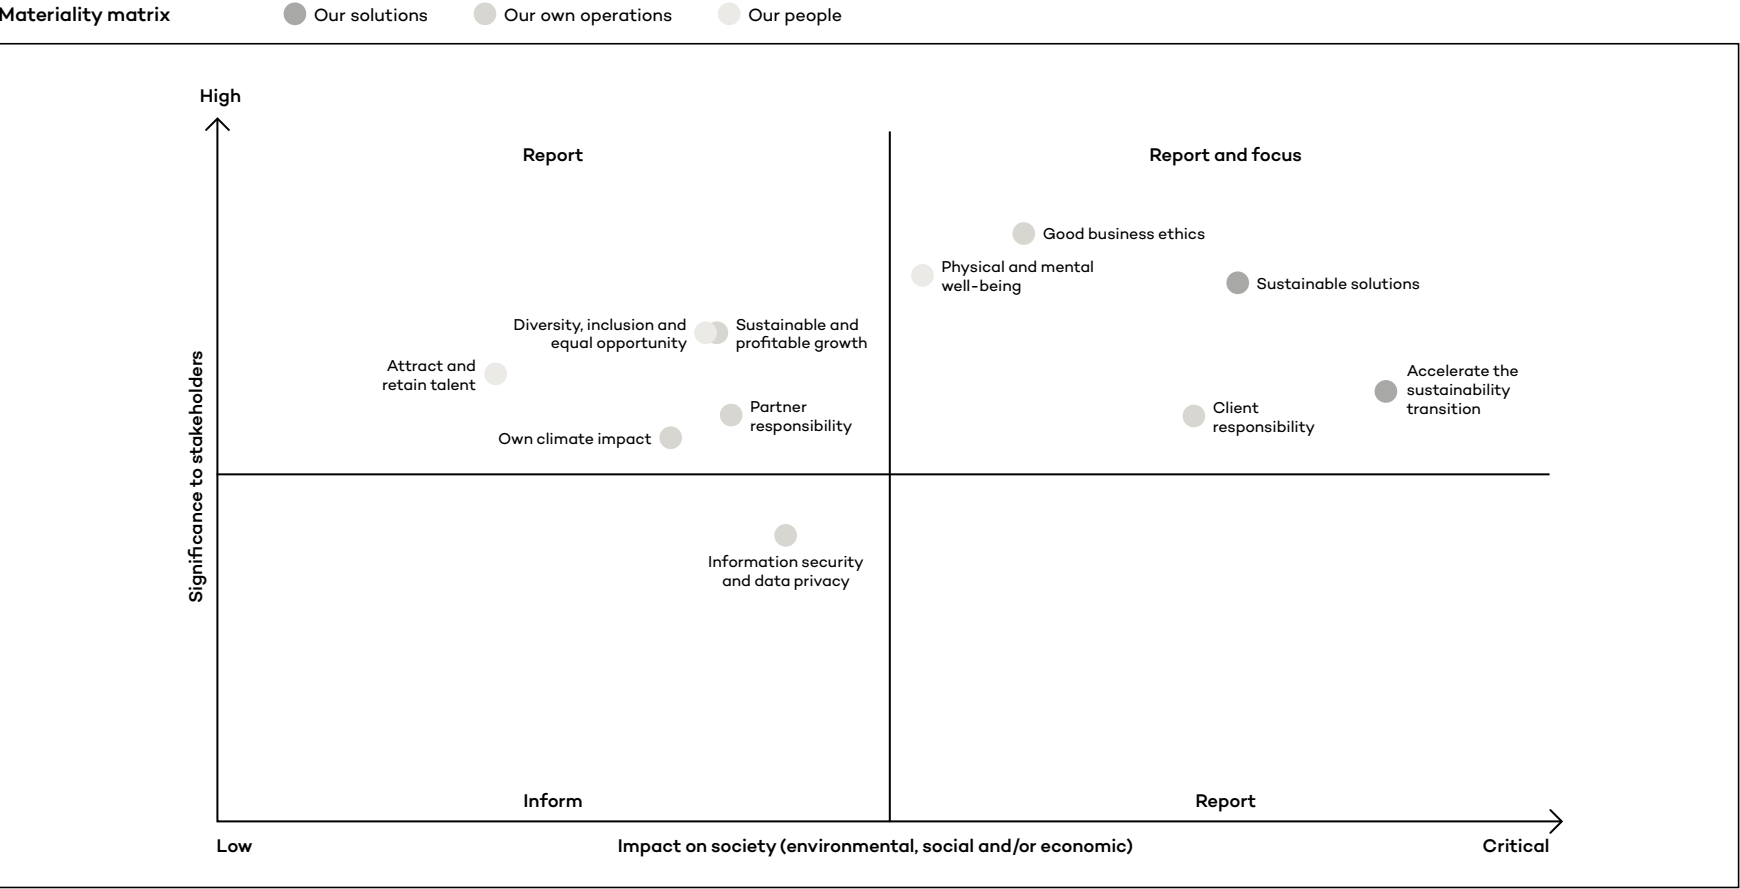 Materiality matrix
Our solutions
Our own operations
Our people
High
Report
Report and focus
Good business ethics
Physical and mental
well-being
Sustainable solutions
Diversity, inclusion and
equal opportunity
Sustainable and
profitable growth
Attract and
retain talent
Accelerate the
sustainability
transition
Partner
responsibility
Client
responsibility
Own climate impact
Significance to stakeholders
Information security
and data privacy
Inform
Report
Low
Impact on society (environmental, social and/or economic)
Critical